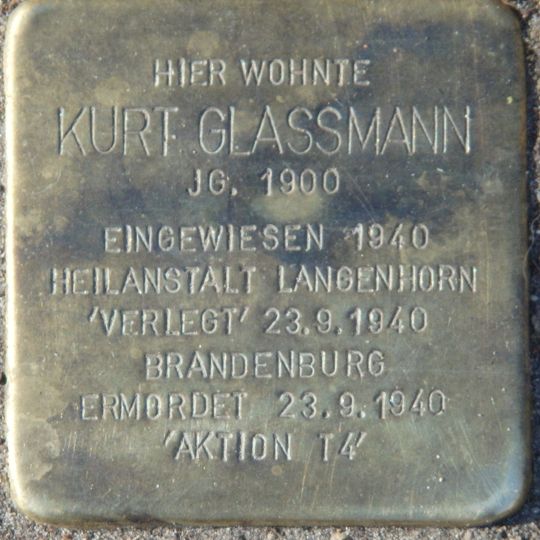 HIER WOHNTE
KURT GLASSMANN
JG. 1900
EINGEWIESEN 1940
HEILANSTALT LANGENHORN
'VERLEGT' 23.9.1940
BRANDENBURG
ERMORDET 23.9.1940
'AKTION T4'